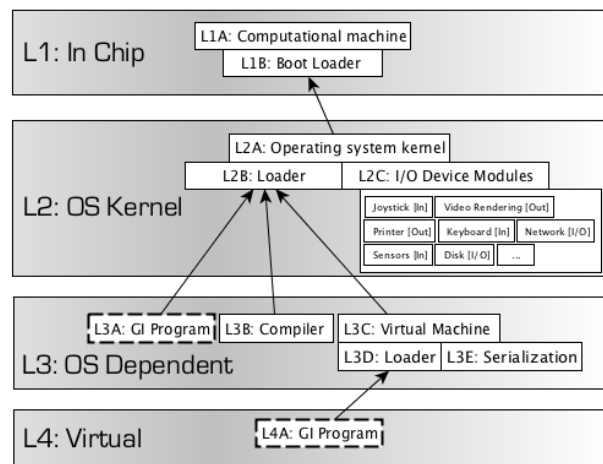 L1: In Chip
L1A: Computational machine
L1B: Boot Loader
L2: OS Kernel
L2A: Operating system kernel
L2B: Loader
L2C: I/O Device Modules
Joystick [In]
Video Rendering [Out]
Printer [Out]
Keyboard [In]
Network [I/O]
Sensors [In]
Disk [I/O]
...
L3: OS Dependent
L3A: GI Program
L3B: Compiler
L3C: Virtual Machine
L3D: Loader
L3E: Serialization
L4: Virtual
L4A: GI Program